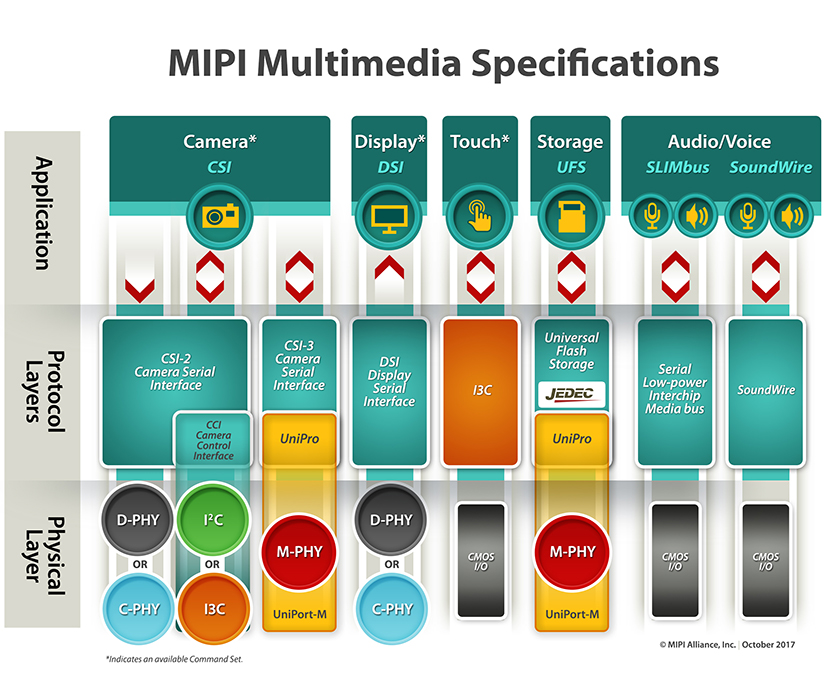 MIPI Multimedia Specifications
Application
Camera*
CSI
Display*
DSI
Touch*
Storage
UFS
Audio/Voice
SLIMbus SoundWire
Protocol
Layers
CSI-2
Camera Serial
Interface
CCI
Camera
Control
Interface
CSI-3
Camera
Serial
Interface
UniPro
DSI
Display
Serial
Interface
I3C
Universal
Flash
Storage
JEDEC
UniPro
Serial
Low-power
Interchip
Media bus
SoundWire
Physical
Layer
D-PHY
OR
C-PHY
I²C
OR
I3C
M-PHY
UniPort-M
D-PHY
OR
C-PHY
CMOS
I/O
M-PHY
UniPort-M
CMOS
I/O
CMOS
I/O
© MIPI Alliance, Inc. | October 2017
*Indicates an available Command Set.